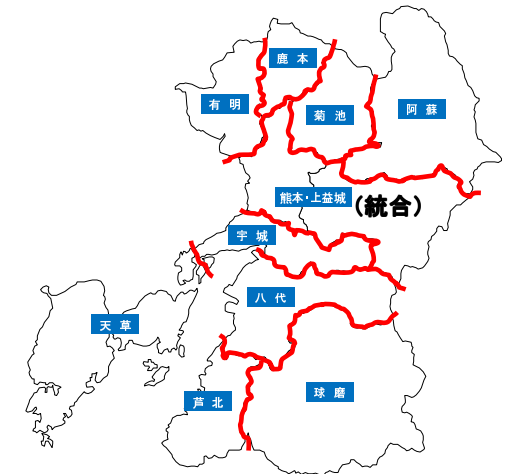 鹿 本
有 明
菊 池
阿 蘇
熊本・上益城
(統合)
宇 城
八 代
天 草
芦 北
球 磨